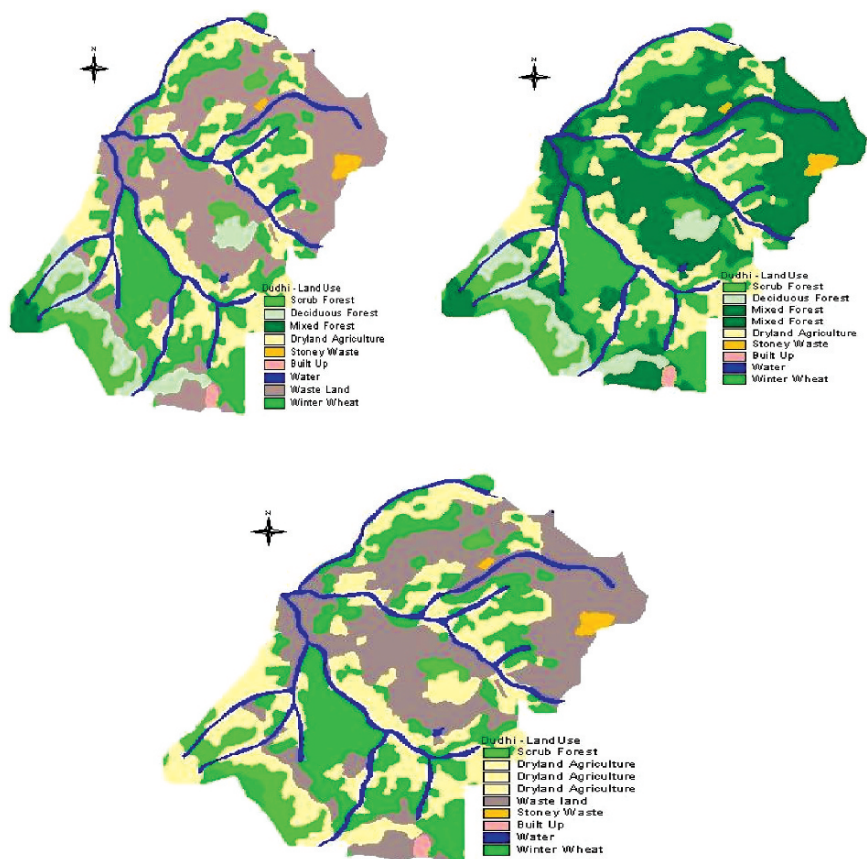 N
Dudhi - Land Use
Scrub Forest
Deciduous Forest
Mixed Forest
Dryland Agriculture
Stoney Waste
Built Up
Water
Waste Land
Winter Wheat
N
Dudhi - Land Use
Scrub Forest
Deciduous Forest
Mixed Forest
Mixed Forest
Dryland Agriculture
Stoney Waste
Built Up
Water
Winter Wheat
N
Dudhi - Land Use
Scrub Forest
Dryland Agriculture
Dryland Agriculture
Dryland Agriculture
Waste land
Stoney Waste
Built Up
Water
Winter Wheat